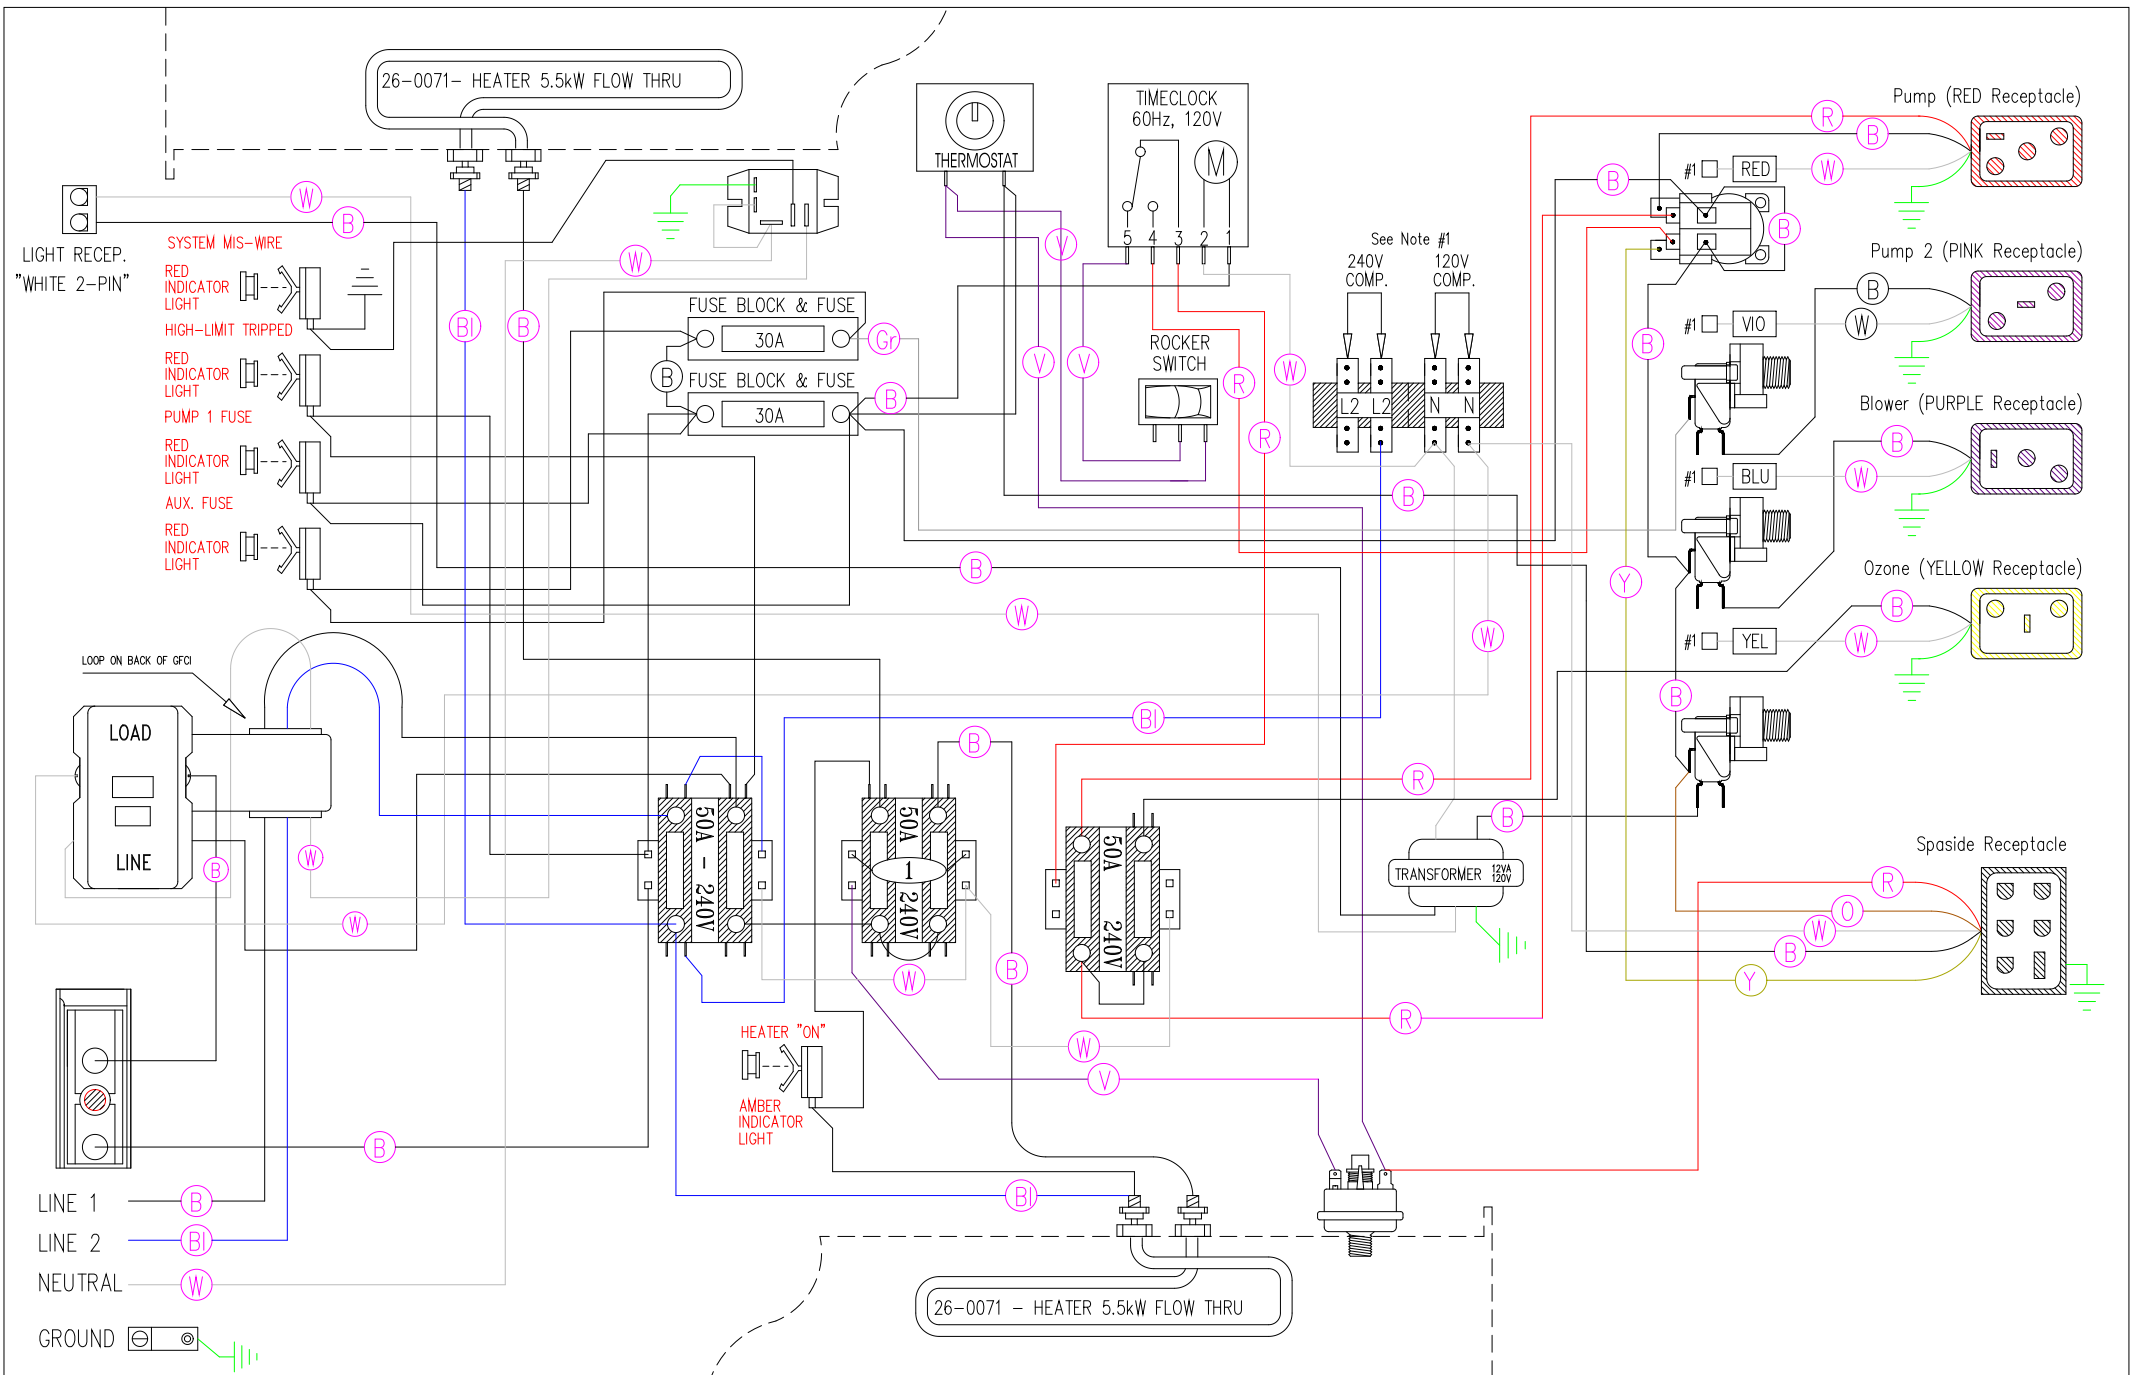 26-0071- HEATER 5.5kW FLOW THRU
THERMOSTAT
TIMECLOCK
60Hz, 120V
M
5 4 3 2 1
Pump (RED Receptacle)
R
B
#1 RED W
B
B
LIGHT RECEP.
"WHITE 2-PIN"
W
B
SYSTEM MIS-WIRE
RED
INDICATOR
LIGHT
HIGH-LIMIT TRIPPED
RED
INDICATOR
LIGHT
PUMP 1 FUSE
RED
INDICATOR
LIGHT
AUX. FUSE
RED
INDICATOR
LIGHT
BI
B
W
FUSE BLOCK & FUSE
30A
Gr
B
FUSE BLOCK & FUSE
30A
B
V
V
V
ROCKER
SWITCH
R
R
W
See Note #1
240V
COMP.
120V
COMP.
L2 L2 N N
B
Pump 2 (PINK Receptacle)
B
#1 VIO W
B
Blower (PURPLE Receptacle)
B
#1 BLU W
Ozone (YELLOW Receptacle)
B
#1 YEL W
Y
B
B
W
W
BI
LOOP ON BACK OF GFCI
LOAD
LINE
B
W
W
50A - 240V
50A 1 240V
50A 240V
B
R
B
TRANSFORMER 12VA
120V
Spaside Receptacle
R
O
W
B
Y
W
B
R
W
V
HEATER "ON"
AMBER
INDICATOR
LIGHT
B
BI
LINE 1 B
LINE 2 BI
NEUTRAL W
GROUND
26-0071 - HEATER 5.5kW FLOW THRU